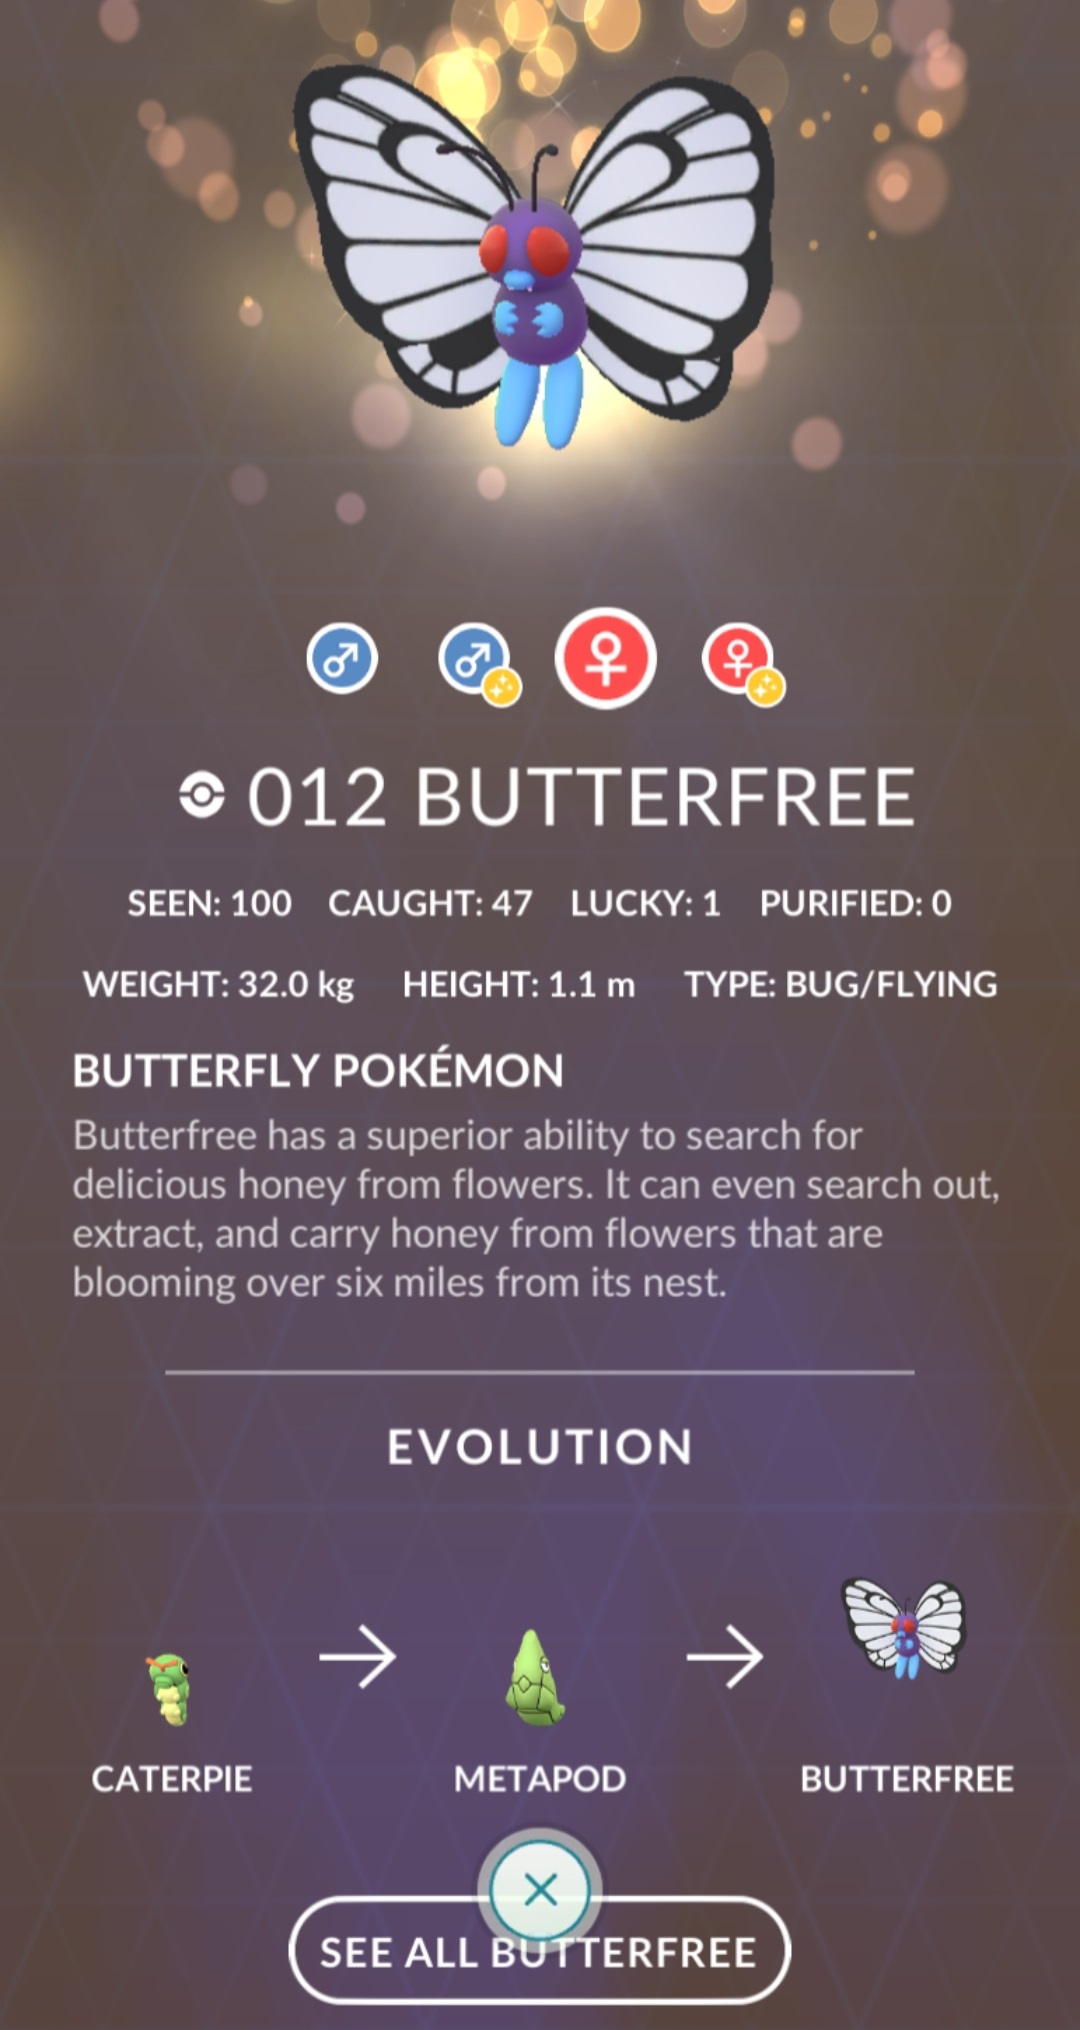 012 BUTTERFREE
SEEN: 100 CAUGHT: 47 LUCKY: 1 PURIFIED: 0
WEIGHT: 32.0 kg HEIGHT: 1.1 m TYPE: BUG/FLYING
BUTTERFLY POKÉMON
Butterfree has a superior ability to search for
delicious honey from flowers. It can even search out,
extract, and carry honey from flowers that are
blooming over six miles from its nest.
EVOLUTION
CATERPIE METAPOD BUTTERFREE
SEE ALL BUTTERFREE